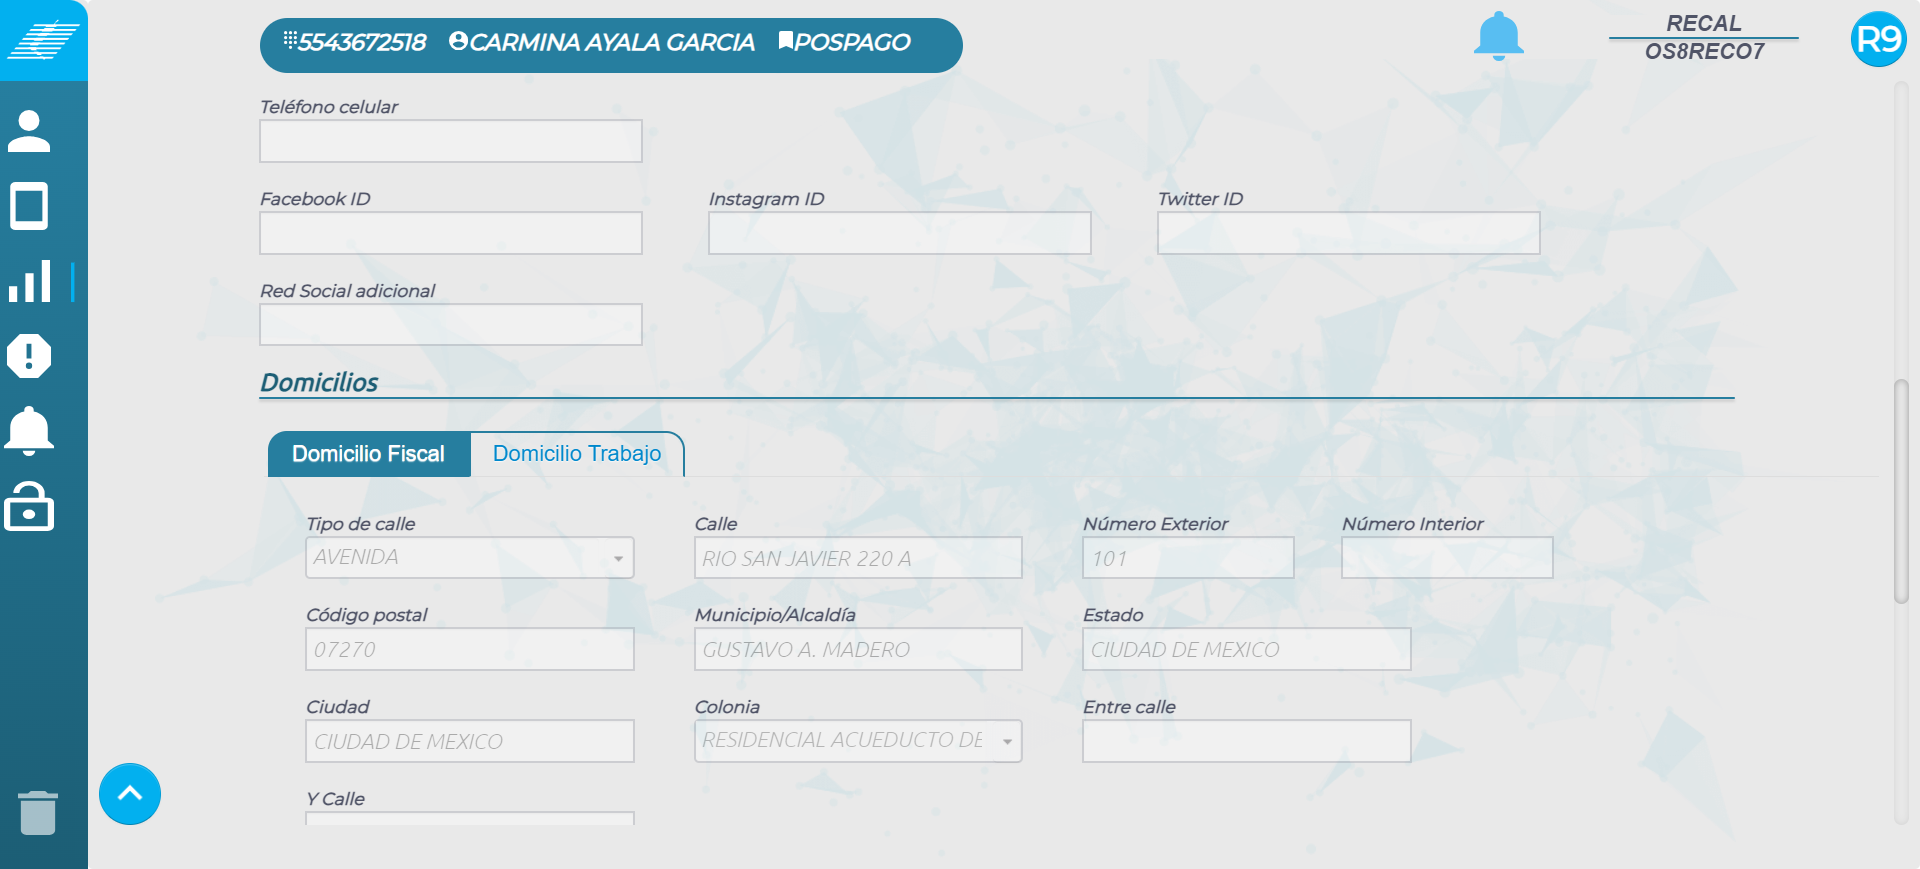 5543672518 CARMINA AYALA GARCIA POSPAGO
RECAL
OS8RECO7
R9
Teléfono celular
Facebook ID Instagram ID Twitter ID
Red Social adicional
Domicilios
Domicilio Fiscal Domicilio Trabajo
Tipo de calle Calle Número Exterior Número Interior
AVENIDA RIO SAN JAVIER 220 A 101
Código postal Municipio/Alcaldía Estado
07270 GUSTAVO A. MADERO CIUDAD DE MEXICO
Ciudad Colonia Entre calle
CIUDAD DE MEXICO RESIDENCIAL ACUEDUCTO DE
Y Calle